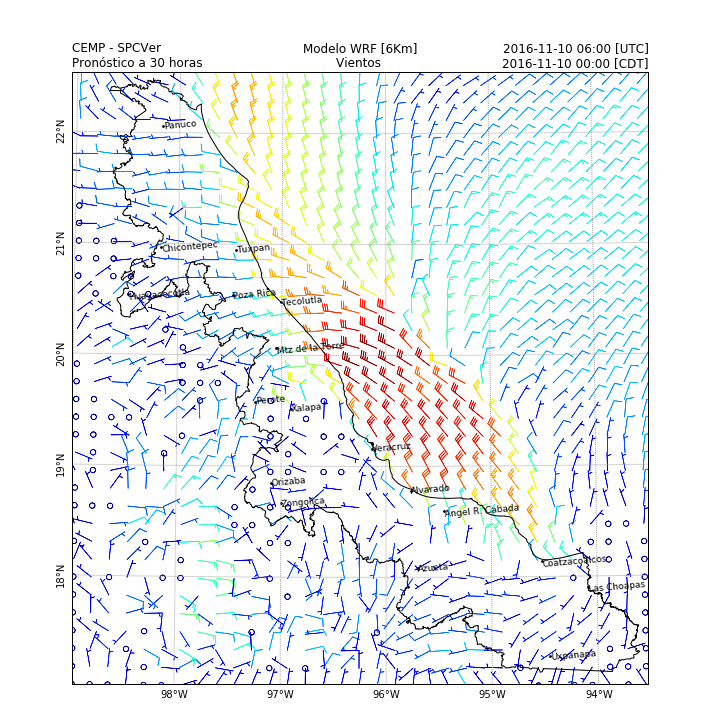 CEMP - SPCVer Modelo WRF [6Km] 2016-11-10 06:00 [UTC]
Pronóstico a 30 horas Vientos 2016-11-10 00:00 [CDT]
22°N
Panuco
21°N
Chicontepec
Tuxpan
Huayacocotla
Poza Rica
Tecolutla
20°N
Mtz de la Torre
Perote
Xalapa
Veracruz
19°N
Orizaba
Alvarado
Zongolica
Angel R. Cabada
Coatzacoalcos
Azueta
18°N
Las Choapas
Uxpanapa
98°W 97°W 96°W 95°W 94°W